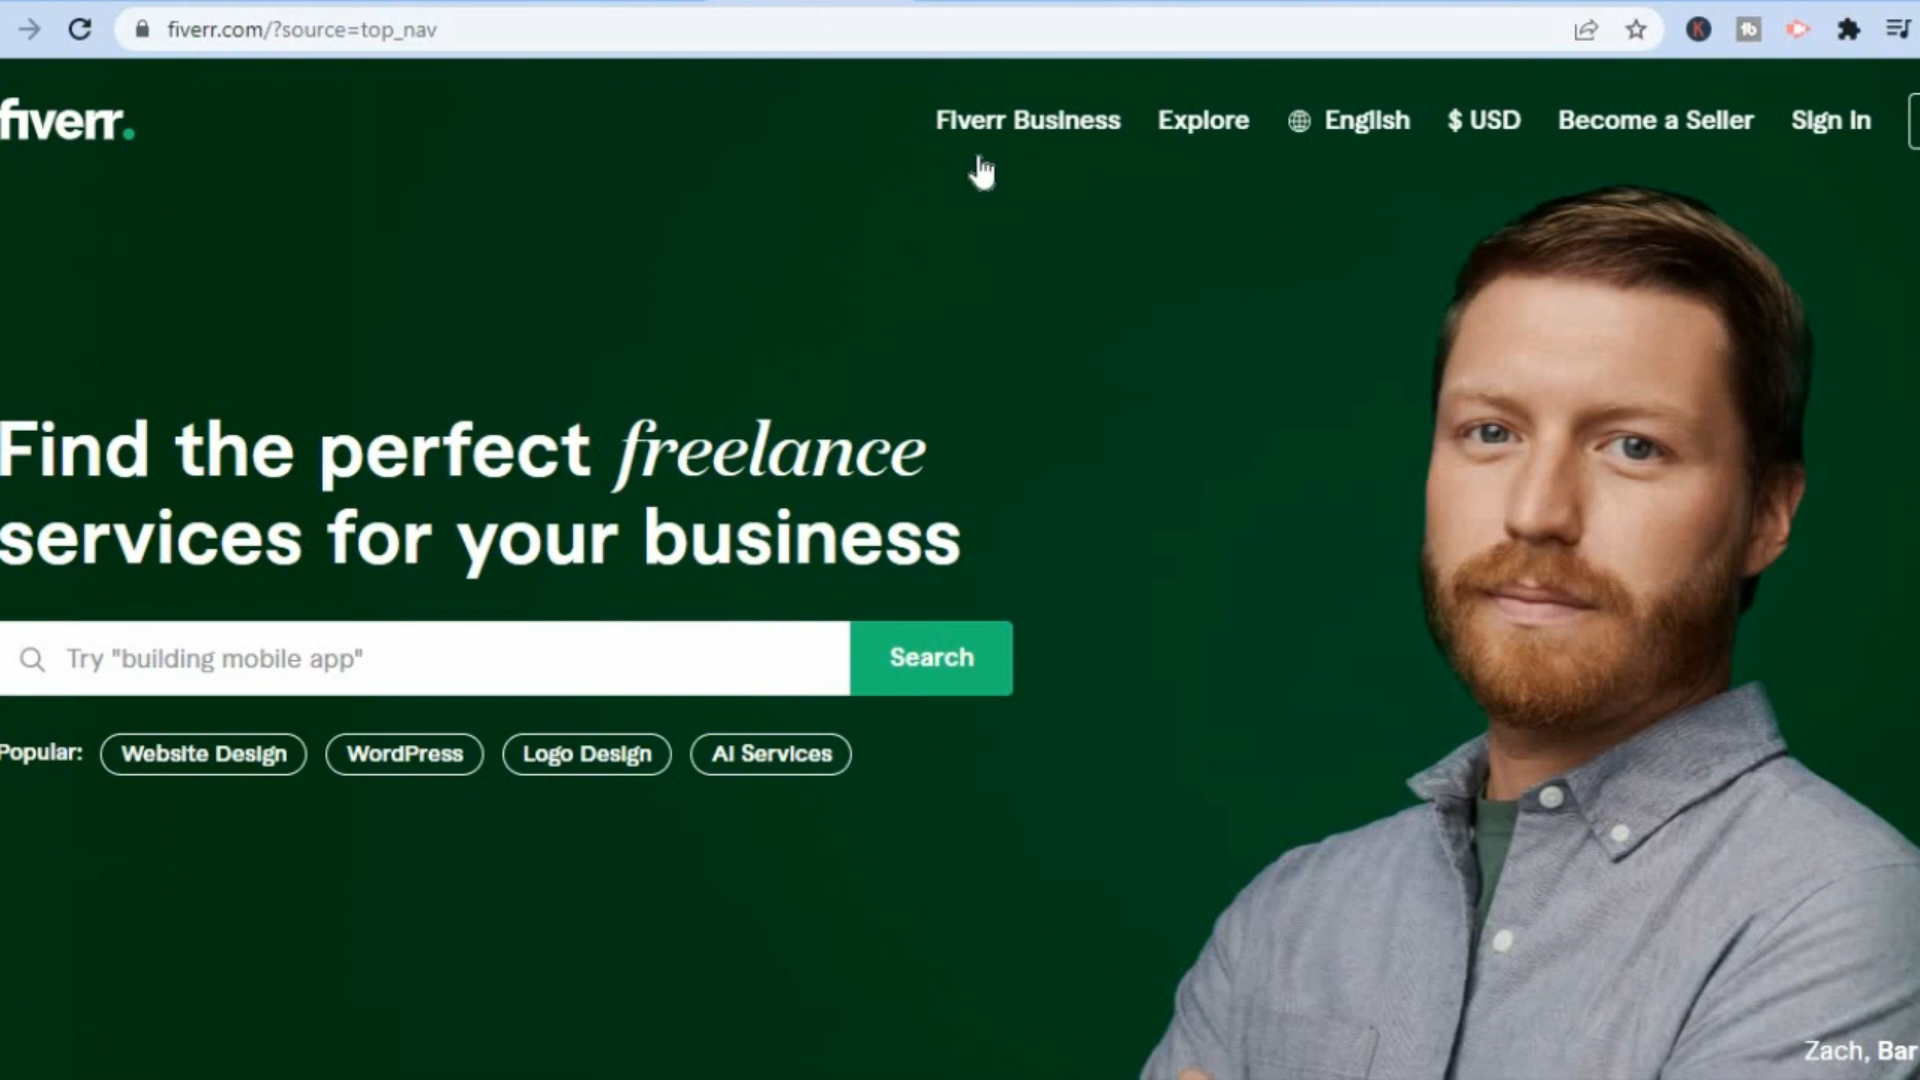 fiverr.com/?source=top_nav
fiverr.
Fiverr Business
Explore
English
$ USD
Become a Seller
Sign in
Find the perfect freelance
services for your business
Try "building mobile app"
Search
Popular:
Website Design
WordPress
Logo Design
AI Services
Zach, Bar